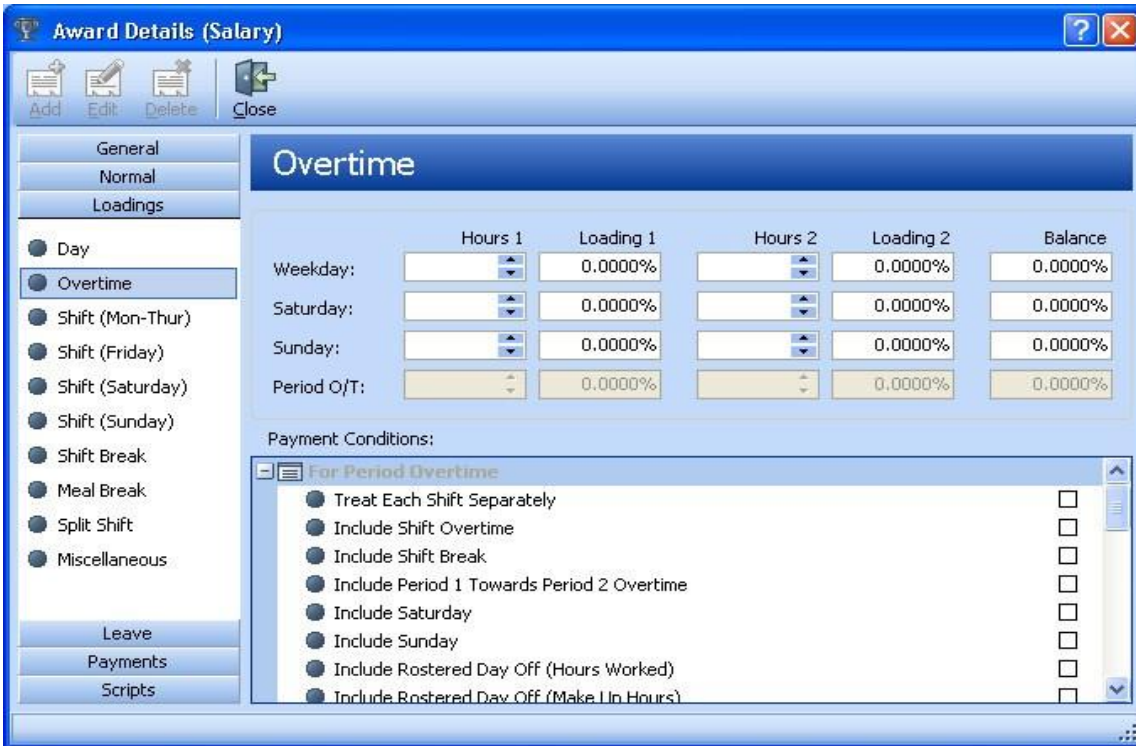 Award Details (Salary)
Add Edit Delete Close
General
Normal
Loadings
Day
Overtime
Shift (Mon-Thur)
Shift (Friday)
Shift (Saturday)
Shift (Sunday)
Shift Break
Meal Break
Split Shift
Miscellaneous
Leave
Payments
Scripts
Overtime
Hours 1 Loading 1 Hours 2 Loading 2 Balance
Weekday: 0.0000% 0.0000% 0.0000%
Saturday: 0.0000% 0.0000% 0.0000%
Sunday: 0.0000% 0.0000% 0.0000%
Period O/T: 0.0000% 0.0000% 0.0000%
Payment Conditions:
For Period Overtime
Treat Each Shift Separately
Include Shift Overtime
Include Shift Break
Include Period 1 Towards Period 2 Overtime
Include Saturday
Include Sunday
Include Rostered Day Off (Hours Worked)
Include Rostered Day Off (Make Up Hours)